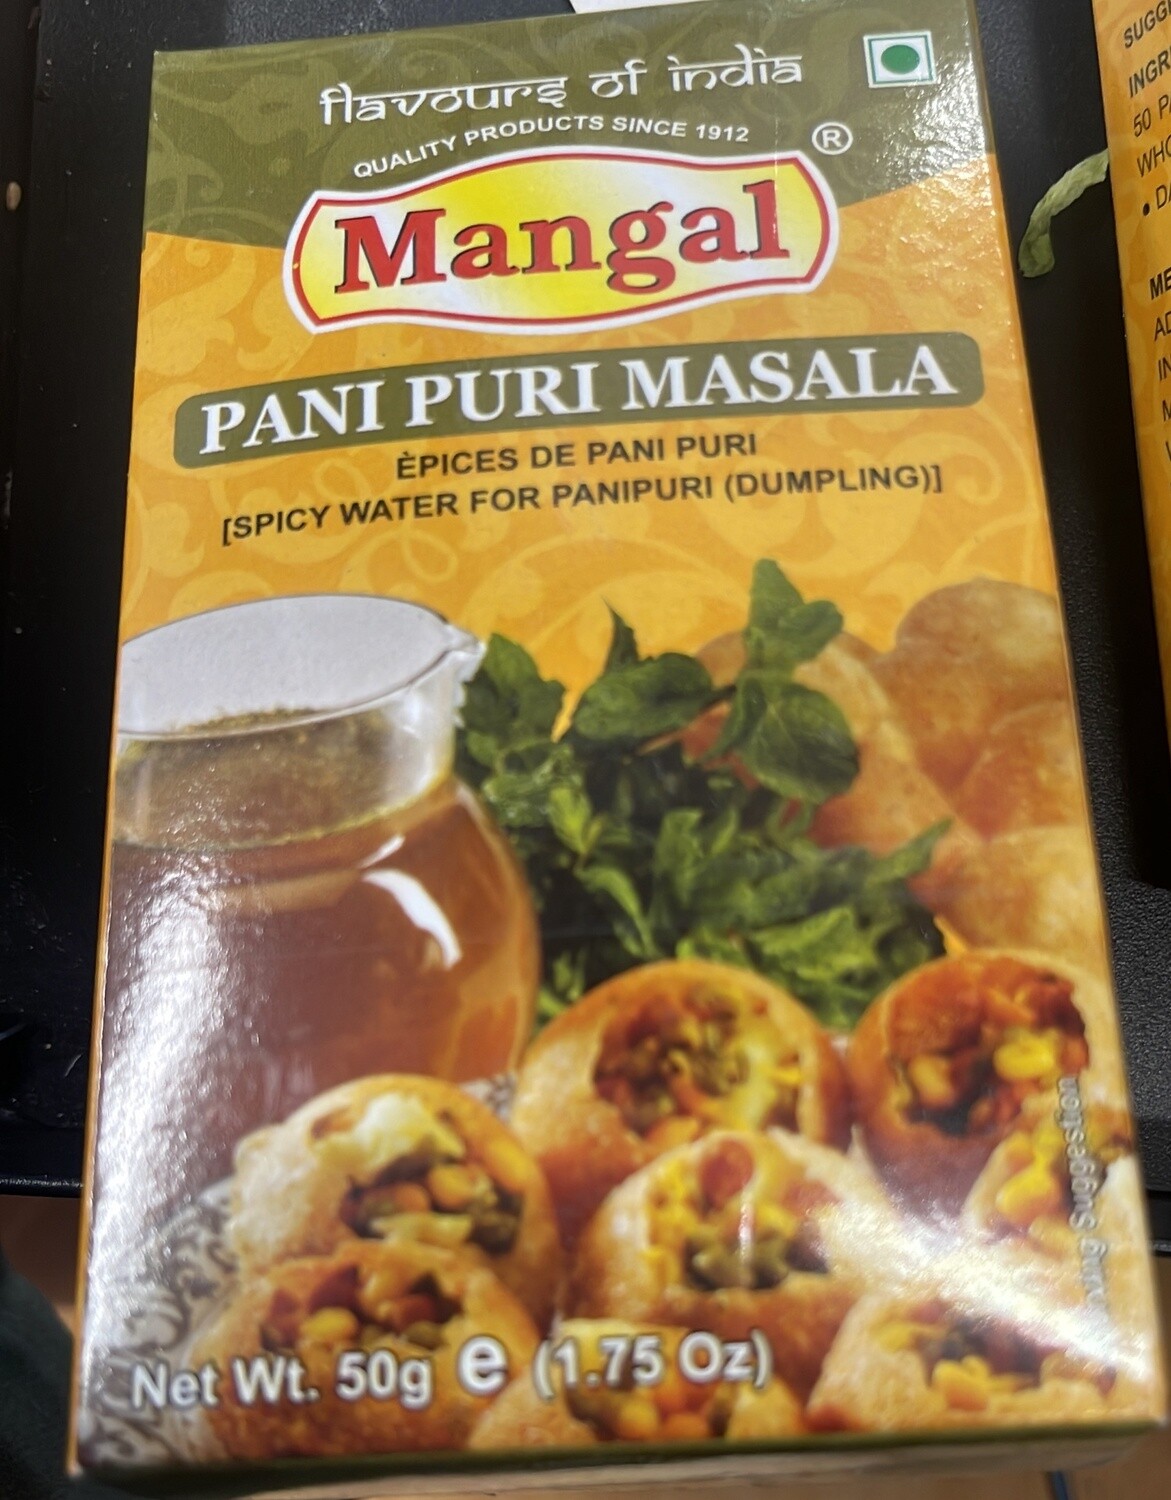 flavours of india
QUALITY PRODUCTS SINCE 1912
®
Mangal
PANI PURI MASALA
ÈPICES DE PANI PURI
[SPICY WATER FOR PANIPURI (DUMPLING)]
Suggestion
Net Wt. 50g e (1.75 Oz)
50